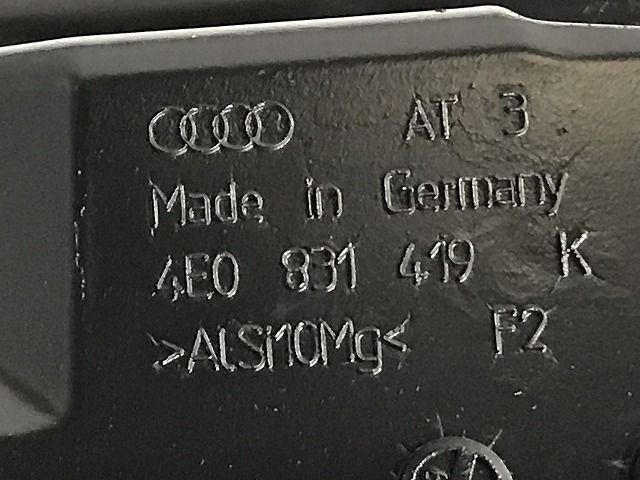 AT 3
Made in Germany
4E0 831 419 K
>AlSi10Mg< F2